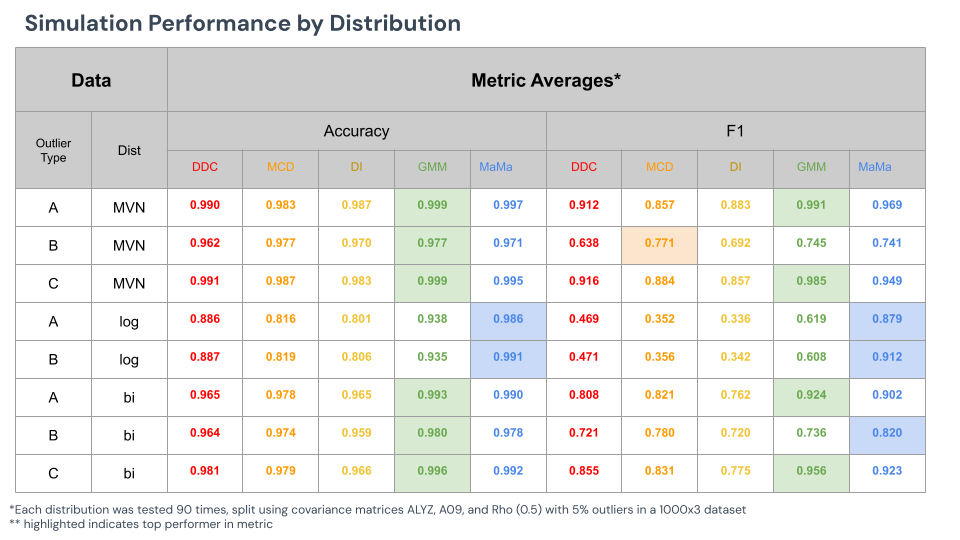 Simulation Performance by Distribution
Data Metric Averages*
Outlier Type Dist Accuracy F1
DDC MCD DI GMM MaMa DDC MCD DI GMM MaMa
A MVN 0.990 0.983 0.987 0.999 0.997 0.912 0.857 0.883 0.991 0.969
B MVN 0.962 0.977 0.970 0.977 0.971 0.638 0.771 0.692 0.745 0.741
C MVN 0.991 0.987 0.983 0.999 0.995 0.916 0.884 0.857 0.985 0.949
A log 0.886 0.816 0.801 0.938 0.986 0.469 0.352 0.336 0.619 0.879
B log 0.887 0.819 0.806 0.935 0.991 0.471 0.356 0.342 0.608 0.912
A bi 0.965 0.978 0.965 0.993 0.990 0.808 0.821 0.762 0.924 0.902
B bi 0.964 0.974 0.959 0.980 0.978 0.721 0.780 0.720 0.736 0.820
C bi 0.981 0.979 0.966 0.996 0.992 0.855 0.831 0.775 0.956 0.923
*Each distribution was tested 90 times, split using covariance matrices ALYZ, A09, and Rho (0.5) with 5% outliers in a 1000x3 dataset
** highlighted indicates top performer in metric